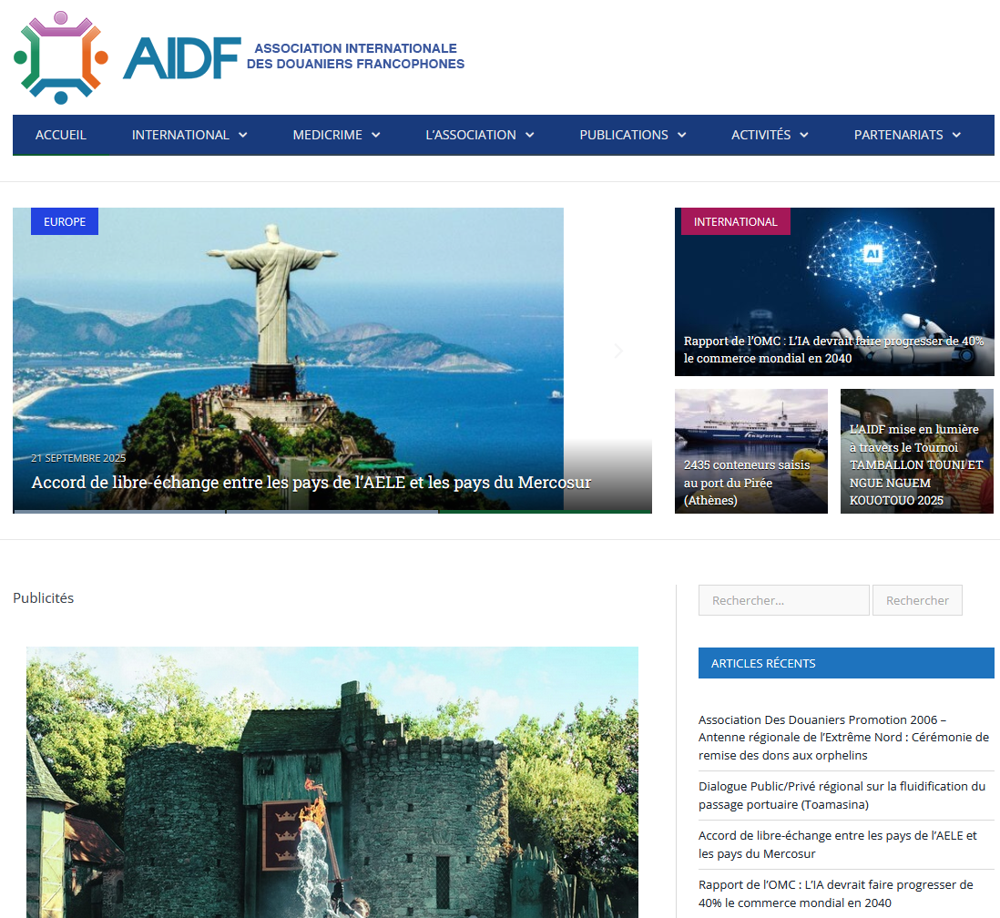 AIDF
ASSOCIATION INTERNATIONALE
DES DOUANIERS FRANCOPHONES
ACCUEIL
INTERNATIONAL
MEDICRIME
L'ASSOCIATION
PUBLICATIONS
ACTIVITÉS
PARTENARIATS
EUROPE
21 SEPTEMBRE 2025
Accord de libre-échange entre les pays de l'AELE et les pays du Mercosur
INTERNATIONAL
AI
Rapport de l'OMC : L'IA devrait faire progresser de 40%
le commerce mondial en 2040
2435 conteneurs saisis
au port du Pirée
(Athènes)
L'AIDF mise en lumière
à travers le Tournoi
TAMBALLON TOUNI ET
NGUE NGUEM
KOUOTOUO 2025
Publicités
Rechercher...
Rechercher
ARTICLES RÉCENTS
Association Des Douaniers Promotion 2006 –
Antenne régionale de l'Extrême Nord : Cérémonie de
remise des dons aux orphelins
Dialogue Public/Privé régional sur la fluidification du
passage portuaire (Toamasina)
Accord de libre-échange entre les pays de l'AELE et
les pays du Mercosur
Rapport de l'OMC : L'IA devrait faire progresser de
40% le commerce mondial en 2040